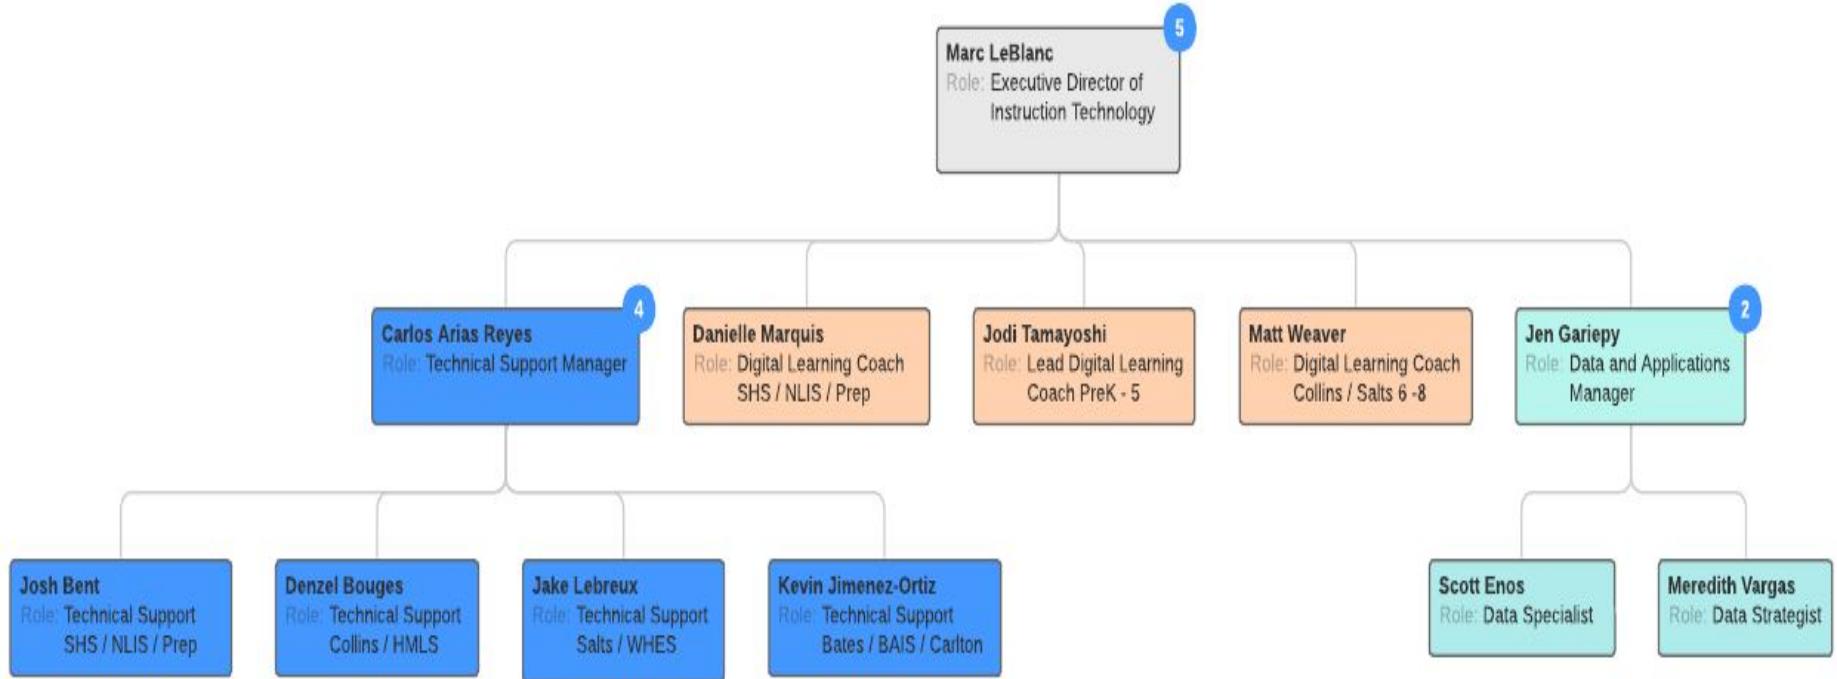 5
Marc LeBlanc
Role: Executive Director of
Instruction Technology
4
Carlos Arias Reyes
Role: Technical Support Manager
Danielle Marquis
Role: Digital Learning Coach
SHS / NLIS / Prep
Jodi Tamayoshi
Role: Lead Digital Learning
Coach PreK - 5
Matt Weaver
Role: Digital Learning Coach
Collins / Salts 6 -8
2
Jen Gariepy
Role: Data and Applications
Manager
Josh Bent
Role: Technical Support
SHS / NLIS / Prep
Denzel Bouges
Role: Technical Support
Collins / HMLS
Jake Lebreux
Role: Technical Support
Salts / WHES
Kevin Jimenez-Ortiz
Role: Technical Support
Bates / BAIS / Carlton
Scott Enos
Role: Data Specialist
Meredith Vargas
Role: Data Strategist